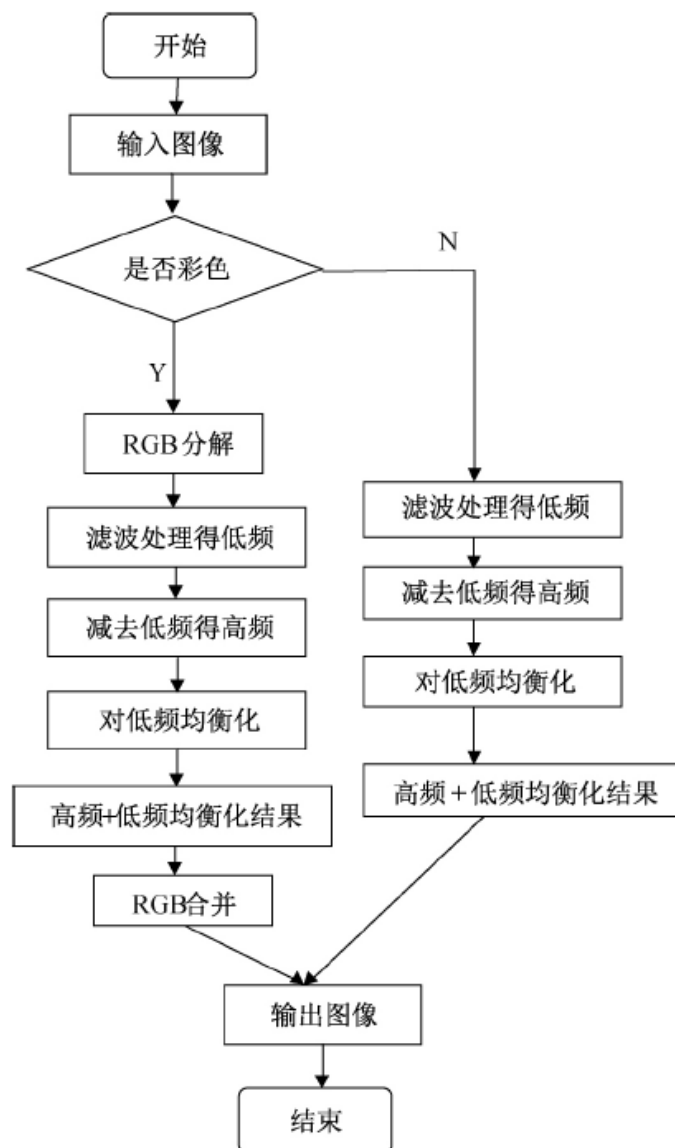 开始
输入图像
是否彩色
N
Y
RGB分解
滤波处理得低频
减去低频得高频
对低频均衡化
高频+低频均衡化结果
RGB合并
滤波处理得低频
减去低频得高频
对低频均衡化
高频+低频均衡化结果
输出图像
结束